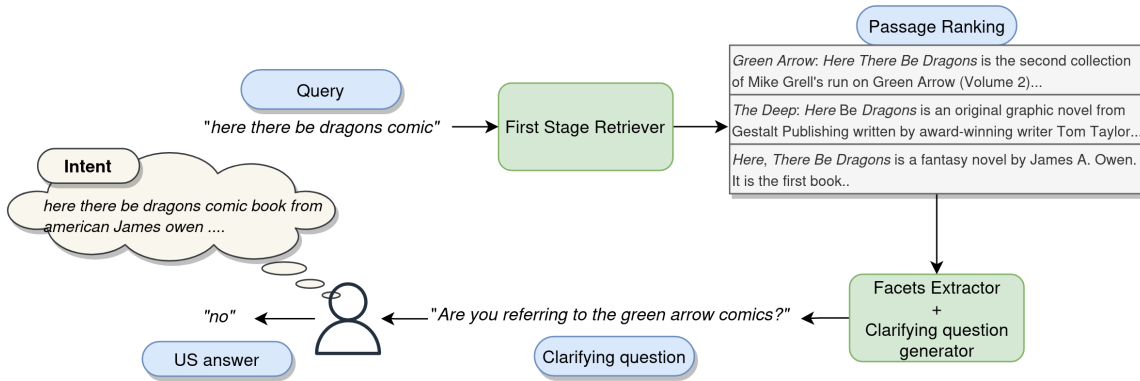 Passage Ranking
Query
"here there be dragons comic"
First Stage Retriever
Green Arrow: Here There Be Dragons is the second collection
of Mike Grell's run on Green Arrow (Volume 2)...
The Deep: Here Be Dragons is an original graphic novel from
Gestalt Publishing written by award-winning writer Tom Taylor...
Here, There Be Dragons is a fantasy novel by James A. Owen.
It is the first book..
Intent
here there be dragons comic book from
american James owen ....
Facets Extractor
+
Clarifying question
generator
"Are you referring to the green arrow comics?"
Clarifying question
"no"
US answer